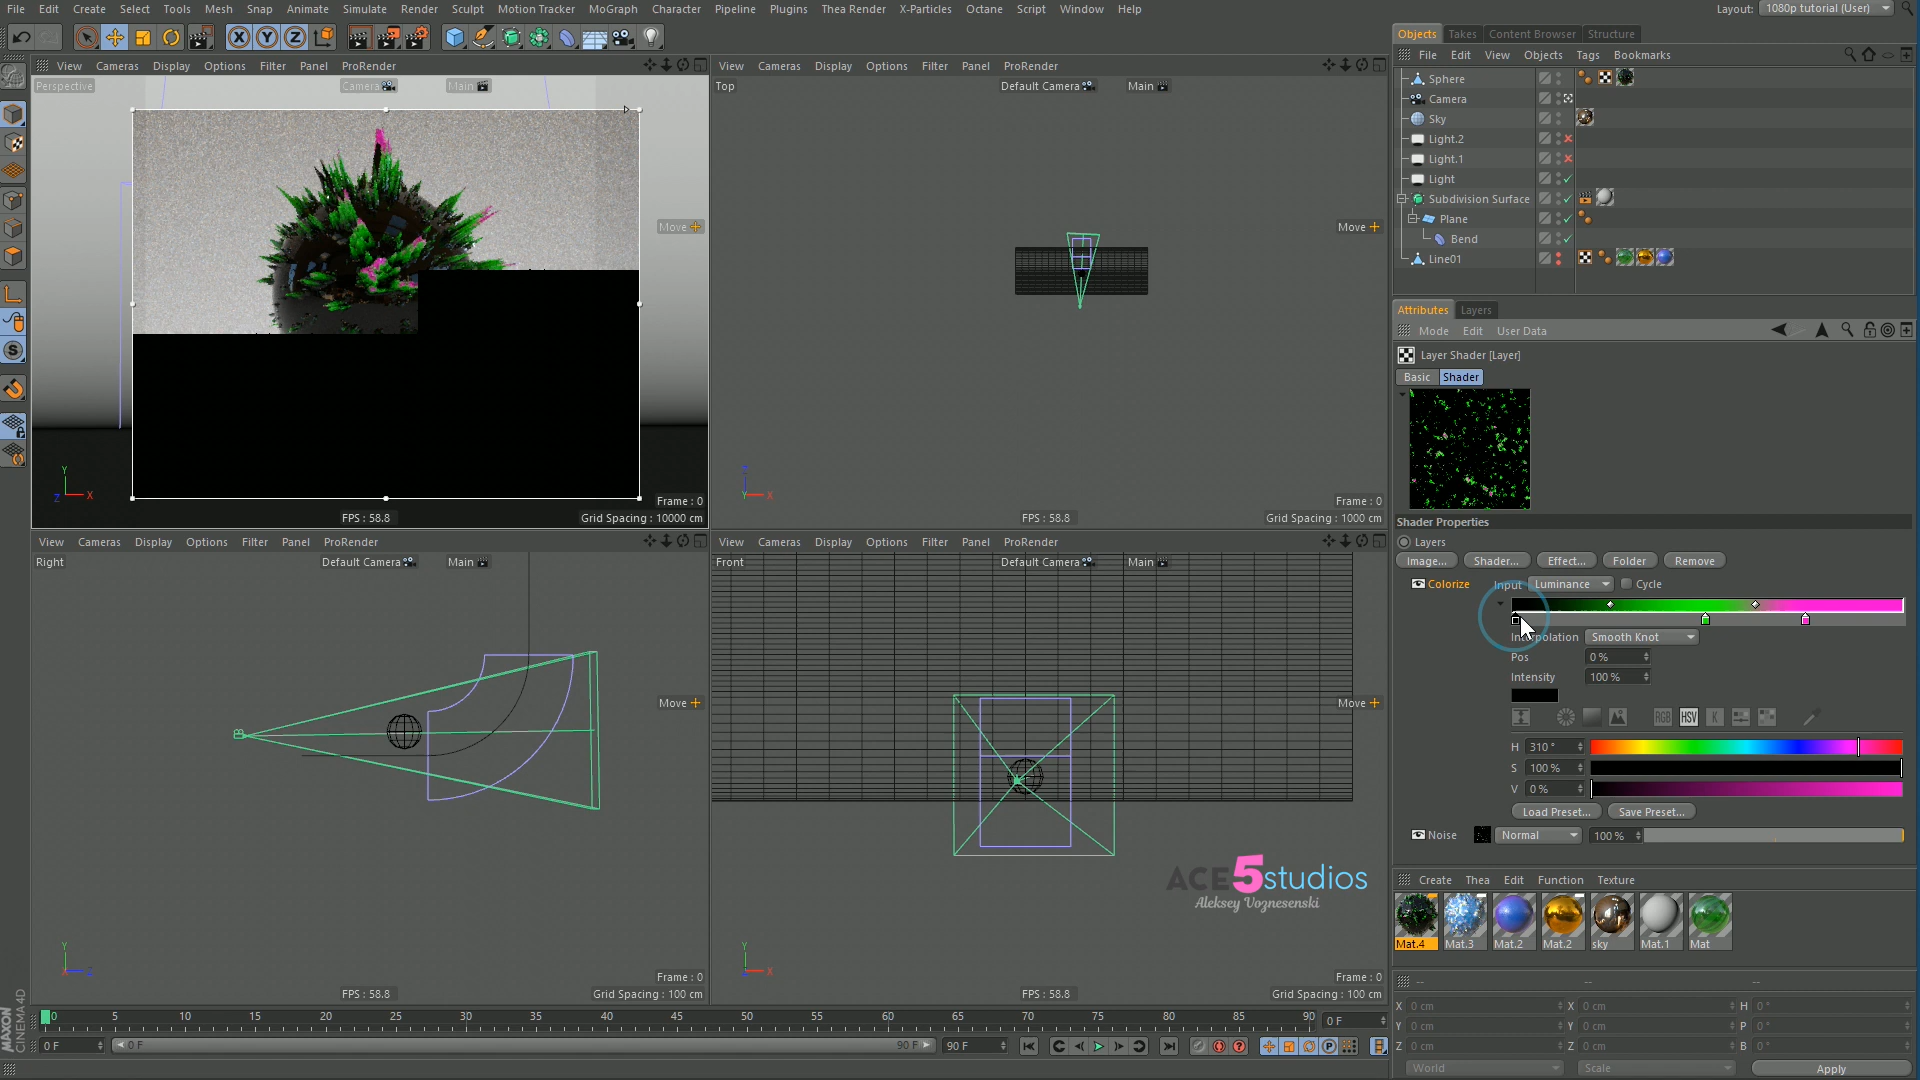 File Edit Create Select Tools Mesh Snap Animate Simulate Render Sculpt Motion Tracker MoGraph Character Pipeline Plugins Thea Render X-Particles Octane Script Window Help
Layout: 1080p tutorial (User)
Objects Takes Content Browser Structure
File Edit View Objects Tags Bookmarks
Sphere
Camera
Sky
Light.2
Light.1
Light
Subdivision Surface
Plane
Bend
Line01
View Cameras Display Options Filter Panel ProRender
Perspective Camera Main
Move
Frame : 0
FPS : 58.8 Grid Spacing : 10000 cm
View Cameras Display Options Filter Panel ProRender
Top Default Camera Main
Move
Frame : 0
FPS : 58.8 Grid Spacing : 1000 cm
View Cameras Display Options Filter Panel ProRender
Right Default Camera Main
Move
Frame : 0
FPS : 58.8 Grid Spacing : 100 cm
View Cameras Display Options Filter Panel ProRender
Front Default Camera Main
Move
ACE5studios
Aleksey Voznesenski
Frame : 0
FPS : 58.8 Grid Spacing : 100 cm
Attributes Layers
Mode Edit User Data
Layer Shader [Layer]
Basic Shader
Shader Properties
Layers
Image... Shader... Effect... Folder Remove
Colorize Input Luminance Cycle
Smooth Knot
Pos 0 %
Intensity 100 %
RGB HSV K
H 310 °
S 100 %
V 0 %
Load Preset... Save Preset...
Noise Normal 100 %
Create Thea Edit Function Texture
Mat.4 Mat.3 Mat.2 Mat.2 sky Mat.1 Mat
-- -- --
X 0 cm X 0 cm H 0 °
Y 0 cm Y 0 cm P 0 °
Z 0 cm Z 0 cm B 0 °
World Scale Apply
0 5 10 15 20 25 30 35 40 45 50 55 60 65 70 75 80 85 90 0 F
0 F 0 F 90 F 90 F
MAXON
CINEMA 4D